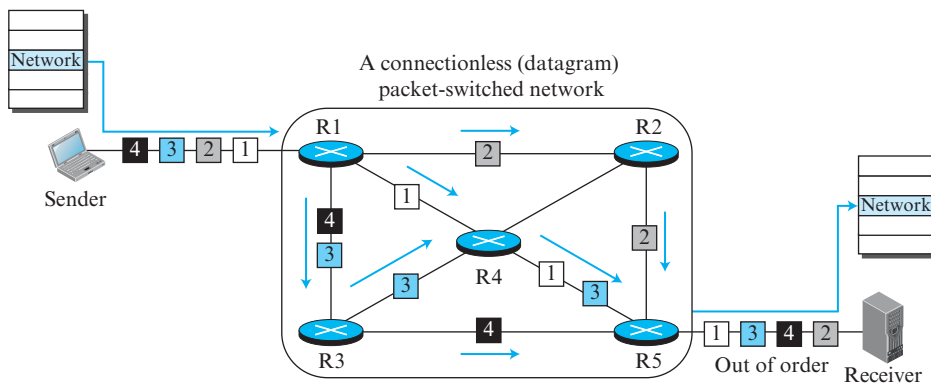 Network
A connectionless (datagram)
packet-switched network
R1
R2
4 3 2 1
2
Sender
1
4
3
2
Network
R4
3
1
3
4
R3
R5
1 3 4 2
Out of order
Receiver